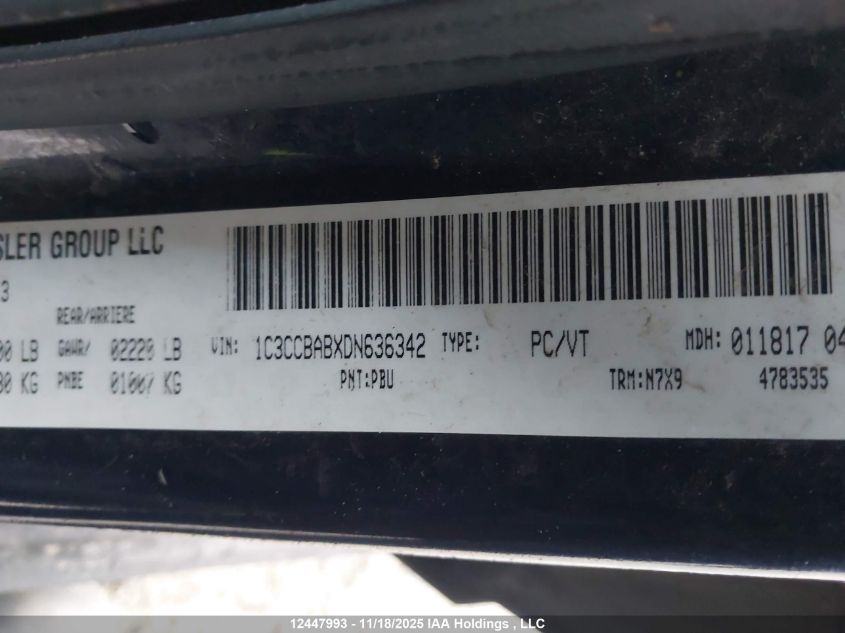 SLER GROUP LLC
3
REAR/ARRIERE
00 LB GAWR/ 02220 LB VIN: 1C3CCBABXDN636342 TYPE: PC/VT MDH: 011817 04
80 KG PNBE 01007 KG PNT:PBU TRM:N7X9 4783535
12447993 - 11/18/2025 IAA Holdings , LLC